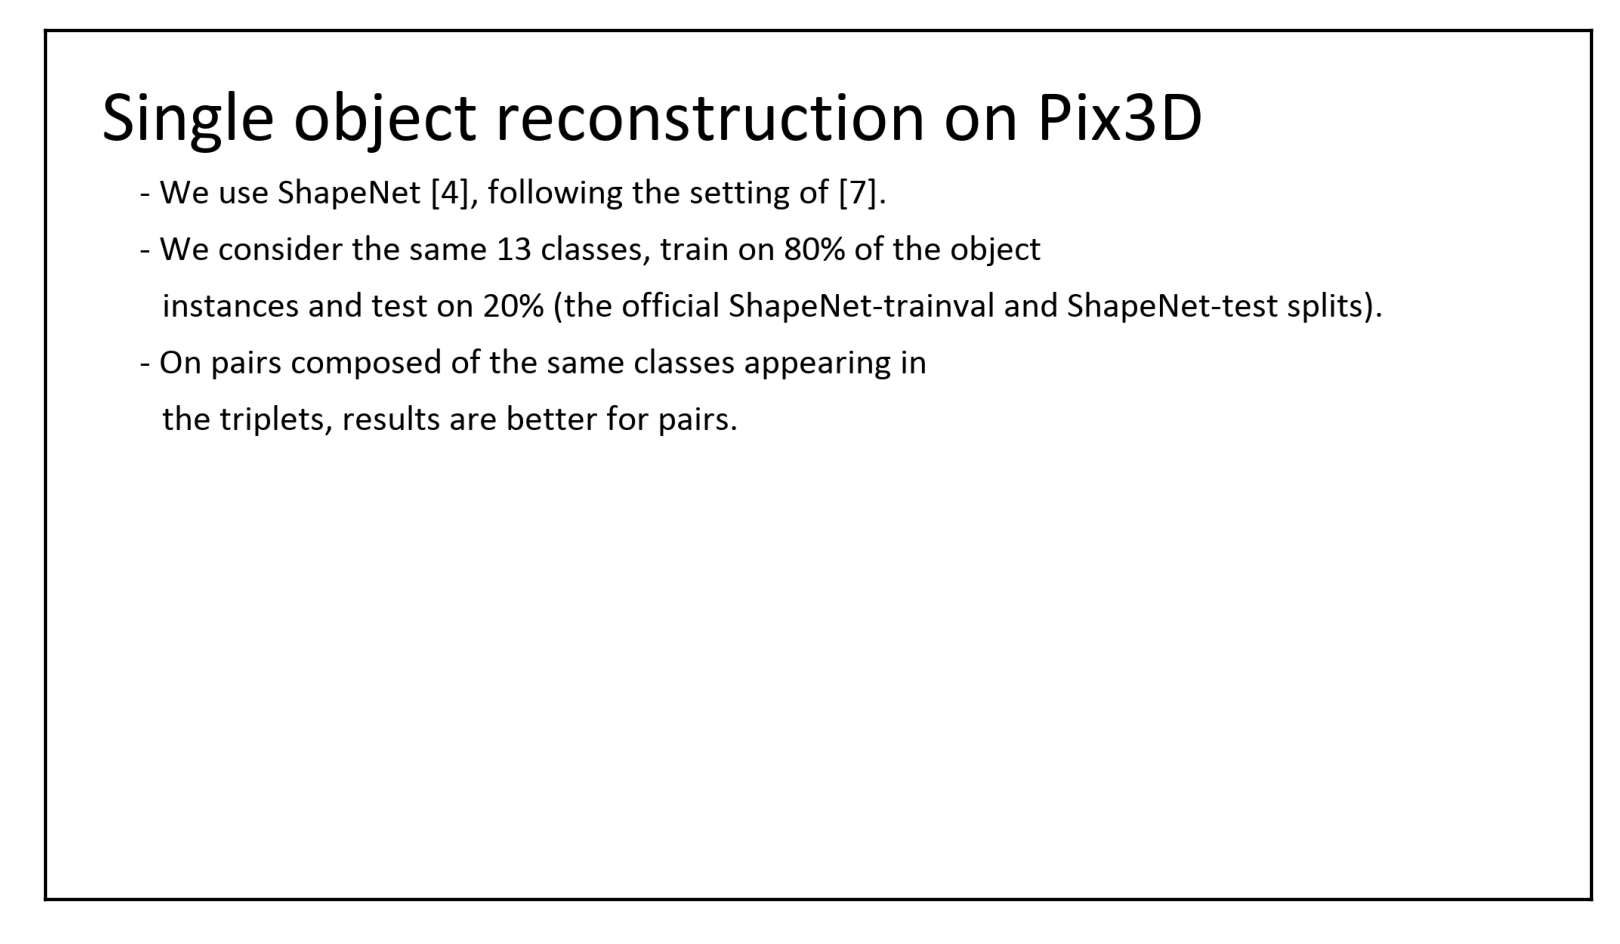 Single object reconstruction on Pix3D
- We use ShapeNet [4], following the setting of [7].
- We consider the same 13 classes, train on 80% of the object
instances and test on 20% (the official ShapeNet-trainval and ShapeNet-test splits).
- On pairs composed of the same classes appearing in
the triplets, results are better for pairs.